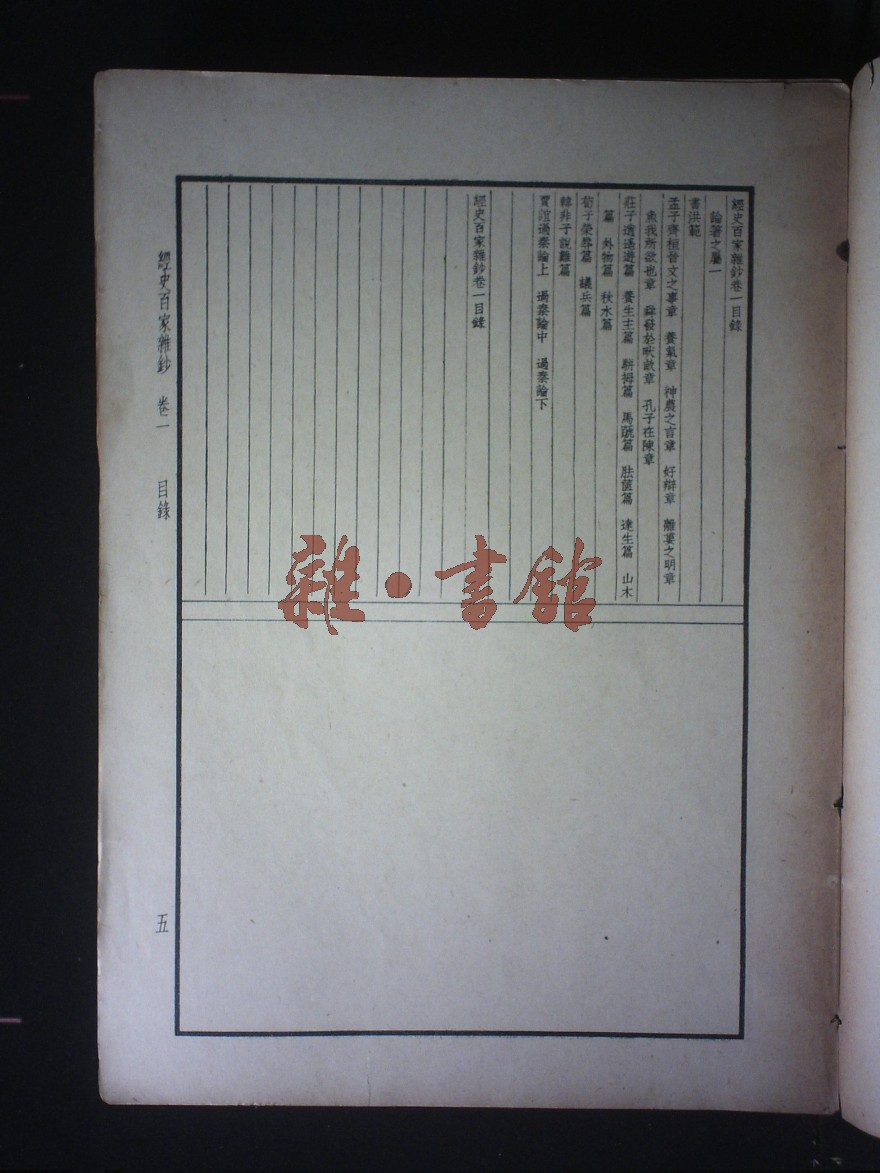 經史百家雜鈔卷一目錄
論著之屬一
書洪範
孟子齊桓晉文之事章 養氣章 神農之言章 好辯章 離婁之明章
魚我所欲也章 舜發於畎畝章 孔子在陳章
莊子逍遙遊篇 養生主篇 駢拇篇 馬蹄篇 胠篋篇 達生篇 山木
篇 外物篇 秋水篇
荀子榮辱篇 議兵篇
韓非子說難篇
賈誼過秦論上 過秦論中 過秦論下
經史百家雜鈔卷一目錄
經史百家雜鈔 卷一 目錄 五
雜·書館